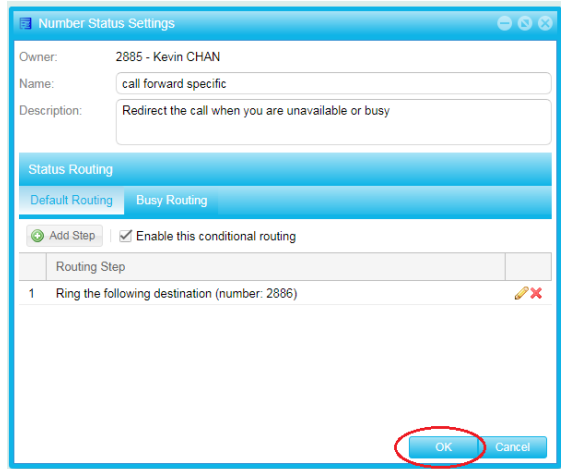 Number Status Settings
Owner: 2885 - Kevin CHAN
Name: call forward specific
Description: Redirect the call when you are unavailable or busy
Status Routing
Default Routing Busy Routing
Add Step Enable this conditional routing
Routing Step
1 Ring the following destination (number: 2886)
OK Cancel